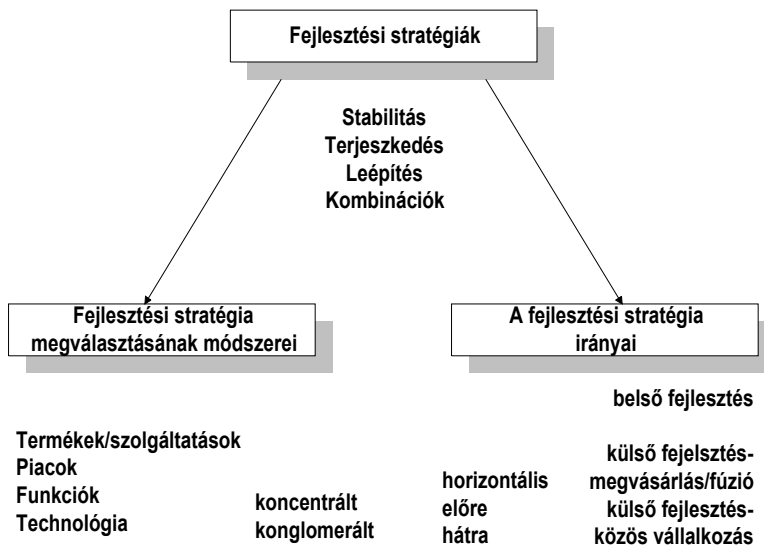 Fejlesztési stratégiák
Stabilitás
Terjeszkedés
Leépítés
Kombinációk
Fejlesztési stratégia
megválasztásának módszerei
A fejlesztési stratégia
irányai
Termékek/szolgáltatások
Piacok
Funkciók
Technológia
koncentrált
konglomerált
horizontális
előre
hátra
belső fejlesztés
külső fejelsztés-
megvásárlás/fúzió
külső fejlesztés-
közös vállalkozás